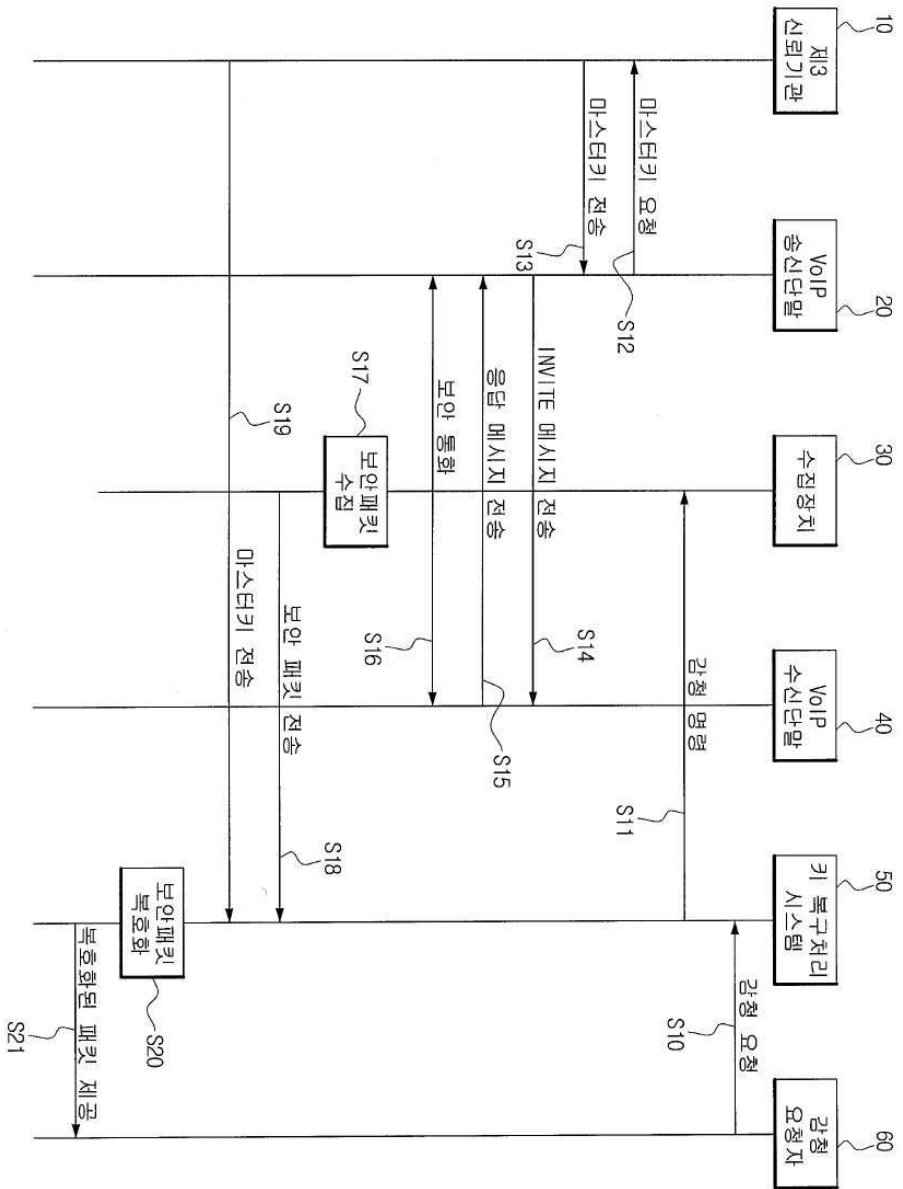 10
제3
신뢰기관
20
VoIP
송신단말
30
수집장치
40
VoIP
수신단말
50
키 복구처리
시스템
60
감청
요청자
감청 요청
S10
감청 명령
S11
마스터키 요청
S12
마스터키 전송
S13
INVITE 메시지 전송
S14
응답 메시지 전송
S15
보안 통화
S16
S17
보안패킷
수집
보안 패킷 전송
S18
마스터키 전송
S19
보안패킷
복호화
S20
복호화된 패킷 제공
S21